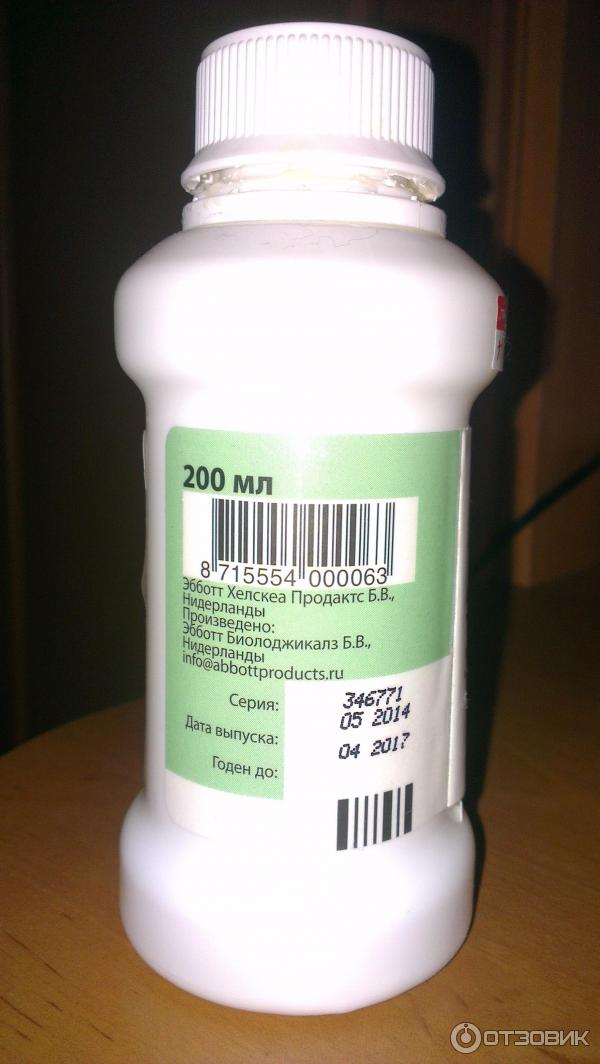 200 мл
8 715554 000063
Эбботт Хелскеа Продактс Б.В.,
Нидерланды
Произведено:
Эбботт Биолоджикалз Б.В.,
Нидерланды
info@abbottproducts.ru
Серия: 346771
Дата выпуска: 05 2014
Годен до: 04 2017
ОТЗОВИК